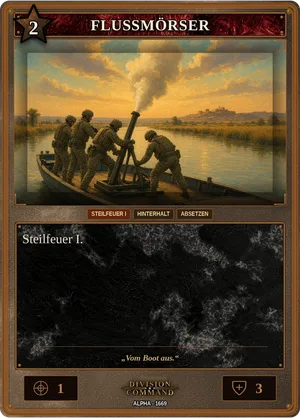 2
FLUSSMÖRSER
STEILFEUER I
HINTERHALT
ABSETZEN
Steilfeuer I.
„Vom Boot aus.“
1
DIVISION
COMMAND
ALPHA - 1669
3